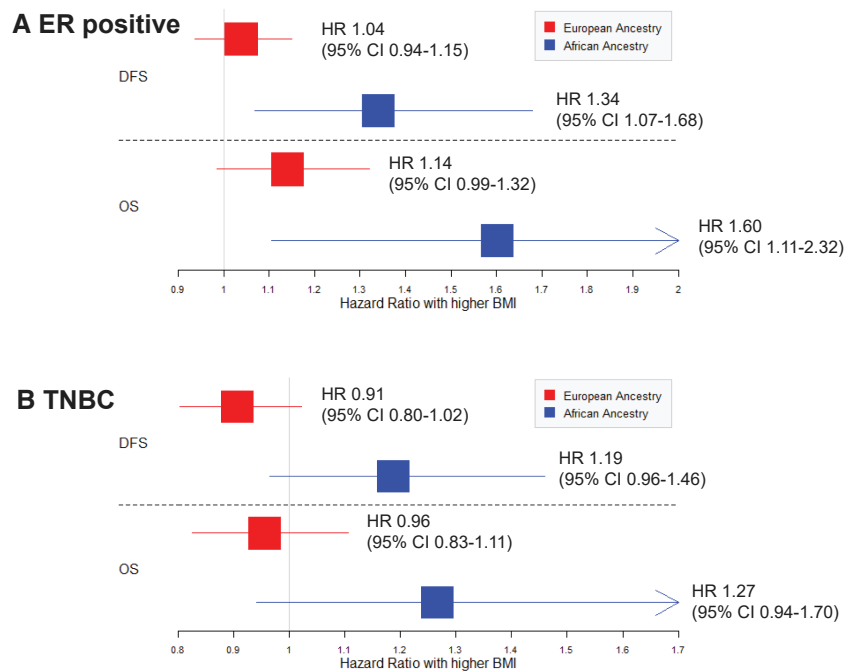 A ER positive
European Ancestry
African Ancestry
HR 1.04
(95% CI 0.94-1.15)
DFS
HR 1.34
(95% CI 1.07-1.68)
HR 1.14
(95% CI 0.99-1.32)
OS
HR 1.60
(95% CI 1.11-2.32)
0.9 1 1.1 1.2 1.3 1.4 1.5 1.6 1.7 1.8 1.9 2
Hazard Ratio with higher BMI
B TNBC
European Ancestry
African Ancestry
HR 0.91
(95% CI 0.80-1.02)
DFS
HR 1.19
(95% CI 0.96-1.46)
HR 0.96
(95% CI 0.83-1.11)
OS
HR 1.27
(95% CI 0.94-1.70)
0.8 0.9 1 1.1 1.2 1.3 1.4 1.5 1.6 1.7
Hazard Ratio with higher BMI